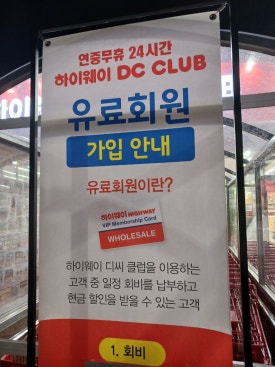 연중무휴 24시간
하이웨이 DC CLUB
유료회원
가입 안내
유료회원이란?
하이웨이 HIGHWAY
VIP Membership Card
WHOLESALE
하이웨이 디씨 클럽을 이용하는
고객 중 일정 회비를 납부하고
현금 할인을 받을 수 있는 고객
1. 회비